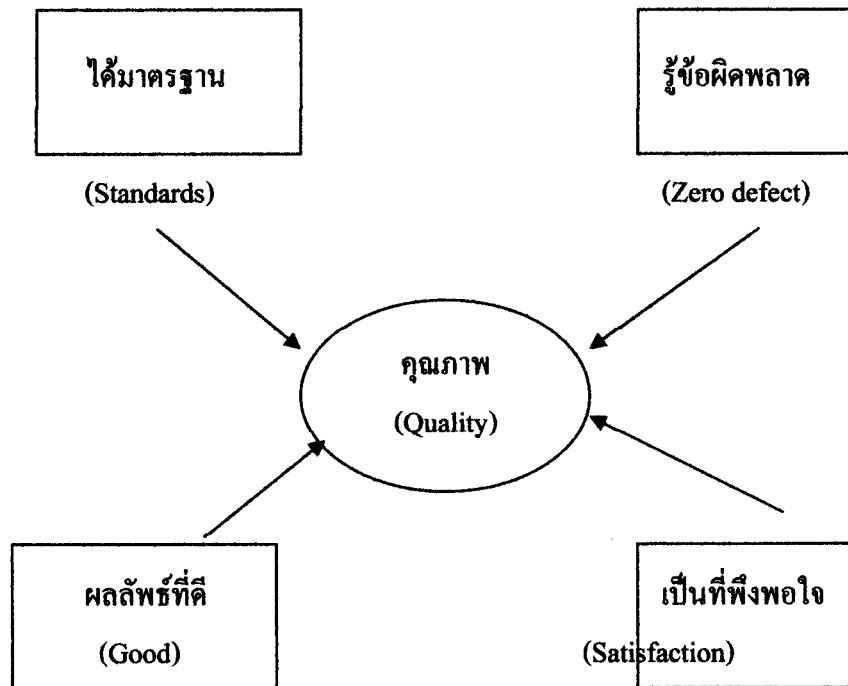 ได้มาตรฐาน
(Standards)
รู้ข้อผิดพลาด
(Zero defect)
คุณภาพ
(Quality)
ผลลัพธ์ที่ดี
(Good)
เป็นที่พึงพอใจ
(Satisfaction)